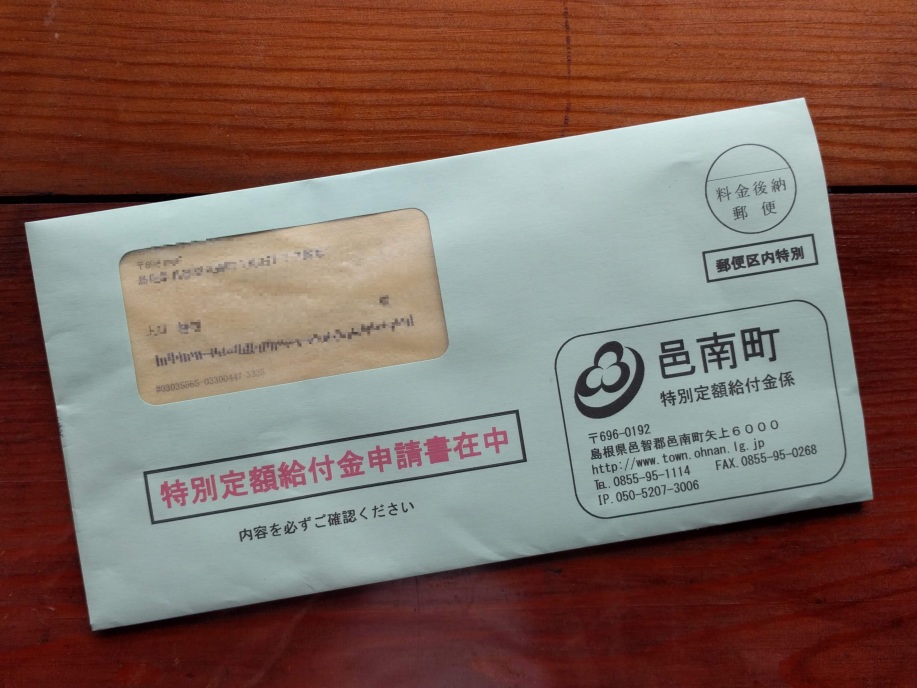 料金後納
郵便
郵便区内特別
#03035565 03300447 3335
特別定額給付金申請書在中
内容を必ずご確認ください
邑南町
特別定額給付金係
〒696-0192
島根県邑智郡邑南町矢上６０００
http://www.town.ohnan.lg.jp
℡.0855-95-1114 FAX.0855-95-0268
IP.050-5207-3006